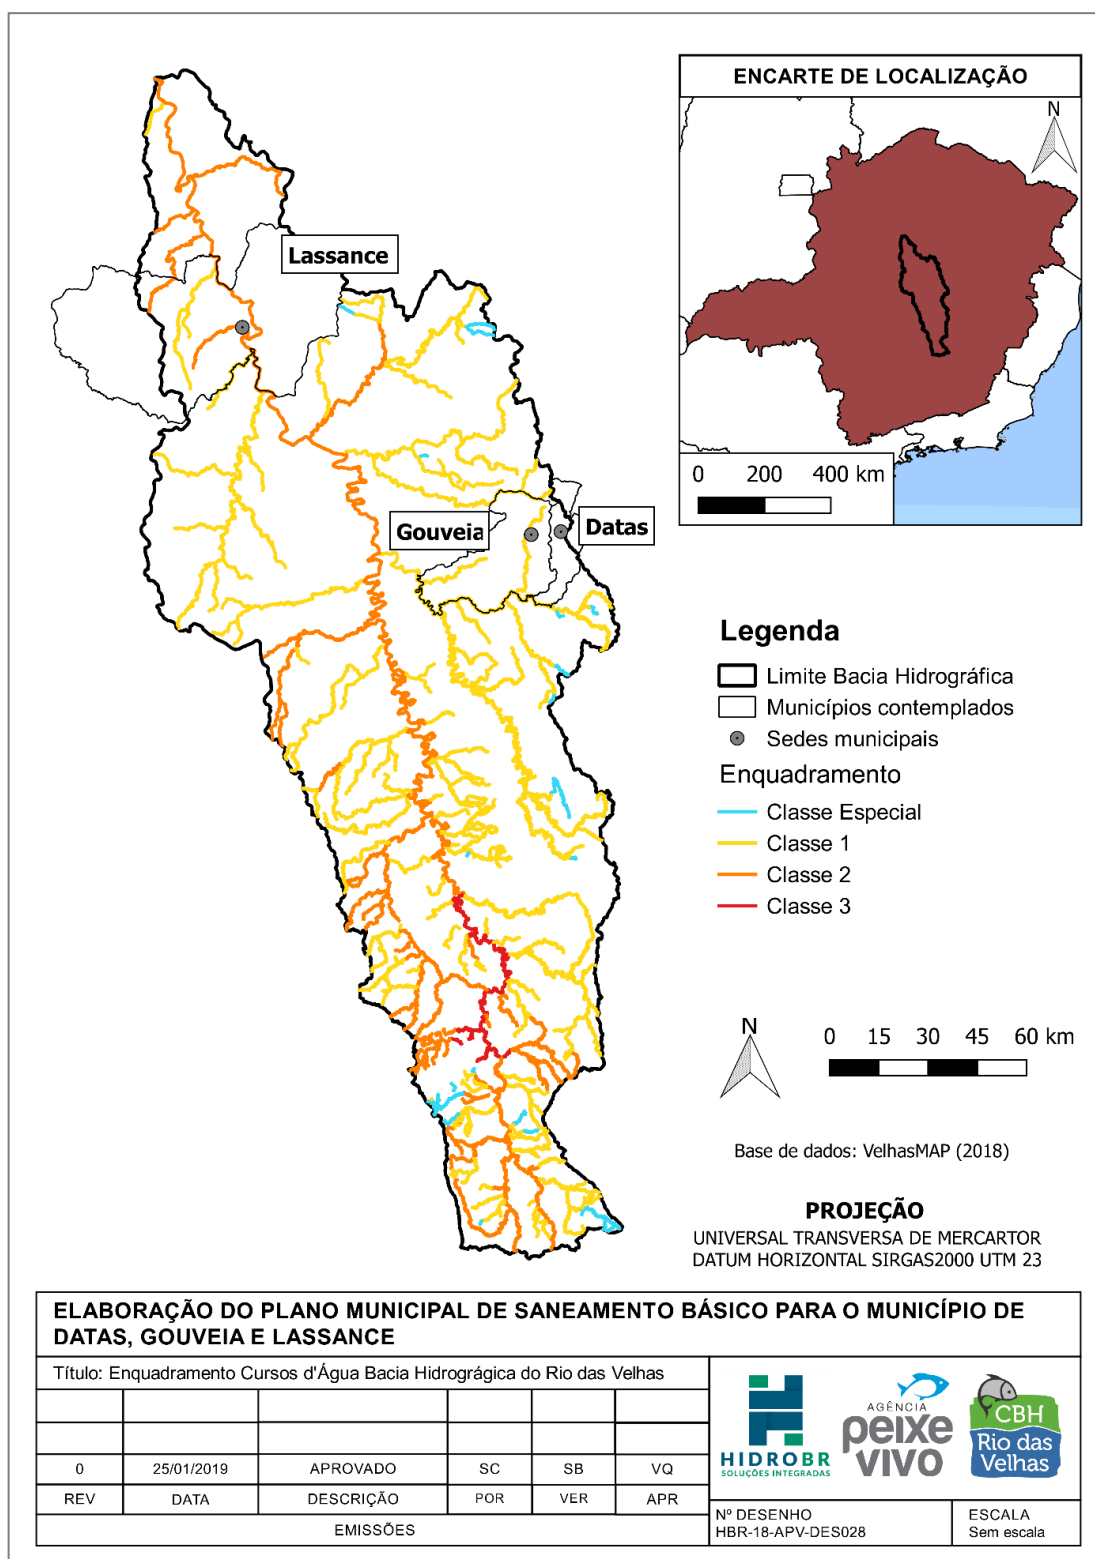 ENCARTE DE LOCALIZAÇÃO
N
0 200 400 km
Lassance
Gouveia
Datas
Legenda
Limite Bacia Hidrográfica
Municípios contemplados
Sedes municipais
Enquadramento
Classe Especial
Classe 1
Classe 2
Classe 3
N
0 15 30 45 60 km
Base de dados: VelhasMAP (2018)
PROJEÇÃO
UNIVERSAL TRANSVERSA DE MERCARTOR
DATUM HORIZONTAL SIRGAS2000 UTM 23
ELABORAÇÃO DO PLANO MUNICIPAL DE SANEAMENTO BÁSICO PARA O MUNICÍPIO DE
DATAS, GOUVEIA E LASSANCE
Título: Enquadramento Cursos d'Água Bacia Hidrográgica do Rio das Velhas
0 25/01/2019 APROVADO SC SB VQ
REV DATA DESCRIÇÃO POR VER APR
EMISSÕES
HIDROBR
SOLUÇÕES INTEGRADAS
AGÊNCIA
peixe
vivo
CBH
Rio das
Velhas
Nº DESENHO
HBR-18-APV-DES028
ESCALA
Sem escala